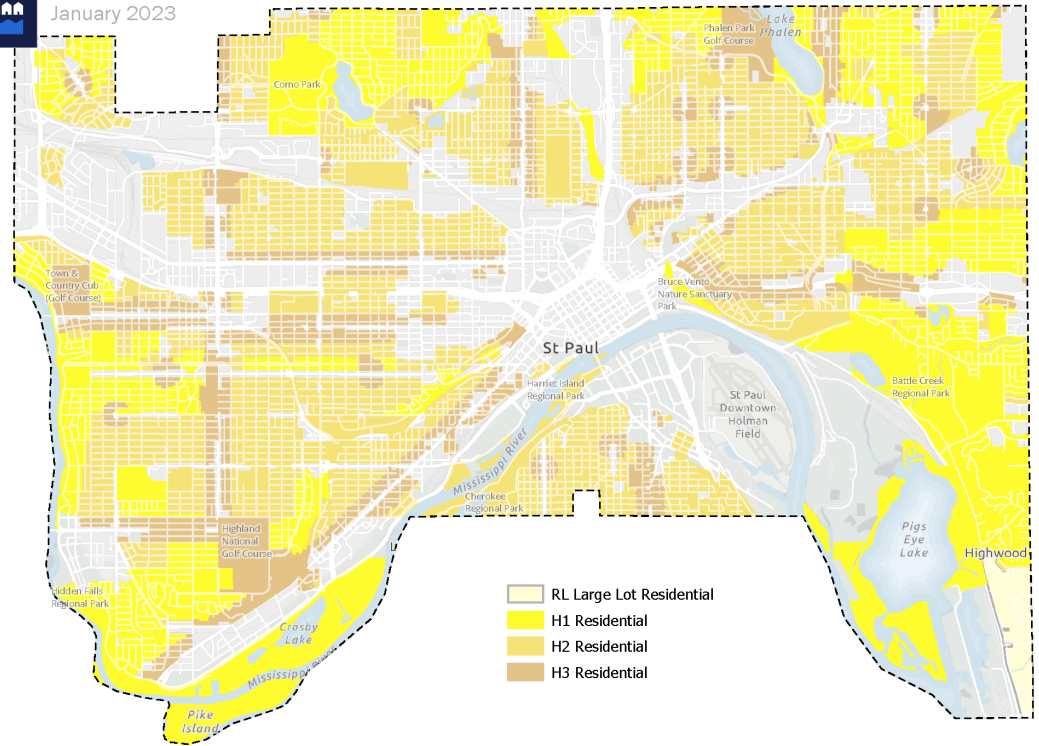 January 2023
Lake
Phalen
Phalen Park
Golf Course
Como Park
Town &
Country Cub
(Golf Course)
Bruce Vento
Nature Sanctuary
Park
St Paul
Harriet Island
Regional Park
St Paul
Downtown
Holman
Field
Battle Creek
Regional Park
Mississippi River
Cherokee
Regional Park
Highland
National
Golf Course
Pigs
Eye
Lake
Highwood
Hidden Falls
Regional Park
Crosby
Lake
Mississippi River
Pike
Island
RL Large Lot Residential
H1 Residential
H2 Residential
H3 Residential